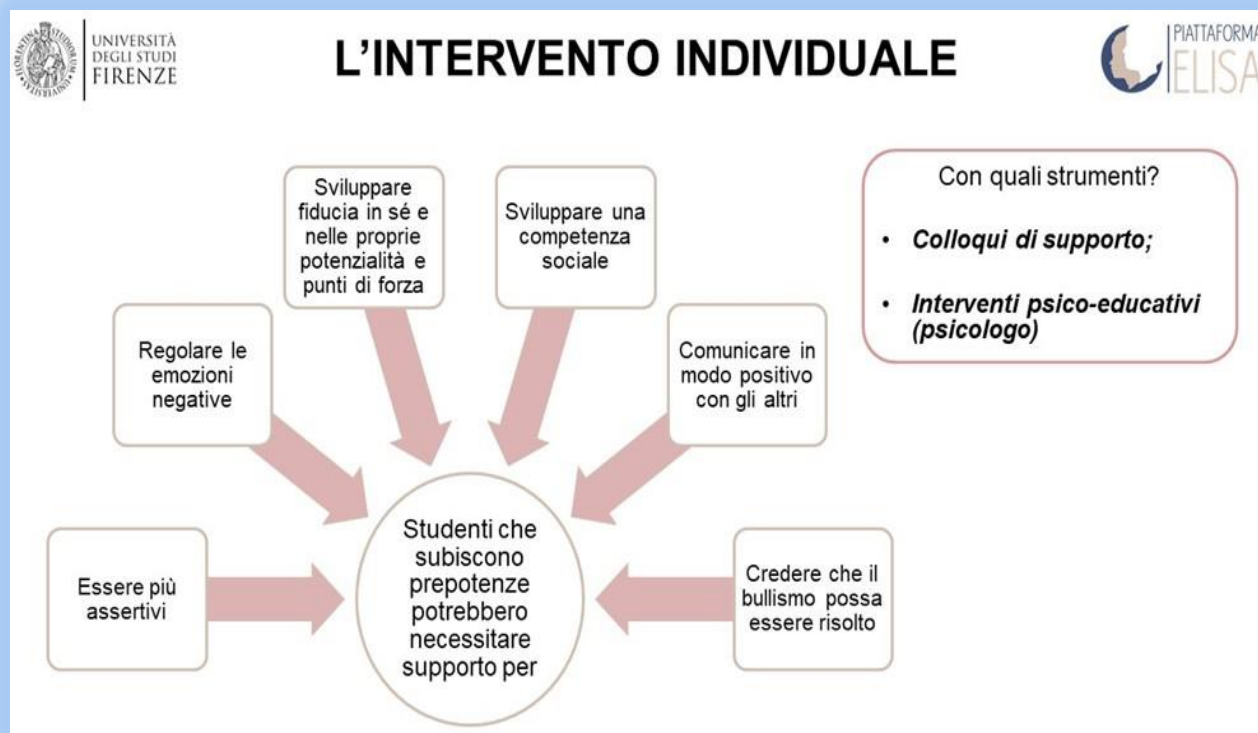 UNIVERSITÀ
DEGLI STUDI
FIRENZE
L'INTERVENTO INDIVIDUALE
PIATTAFORMA
ELISA
Essere più
assertivi
Regolare le
emozioni
negative
Sviluppare
fiducia in sé e
nelle proprie
potenzialità e
punti di forza
Sviluppare una
competenza
sociale
Comunicare in
modo positivo
con gli altri
Credere che il
bullismo possa
essere risolto
Studenti che
subiscono
prepotenze
potrebbero
necessitare
supporto per
Con quali strumenti?
• Colloqui di supporto;
• Interventi psico-educativi
(psicologo)